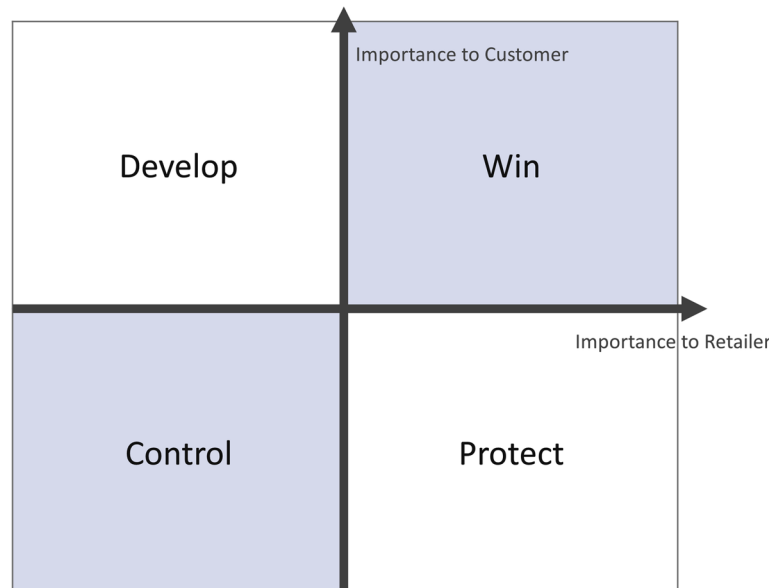 Importance to Customer
Develop
Win
Importance to Retailer
Control
Protect